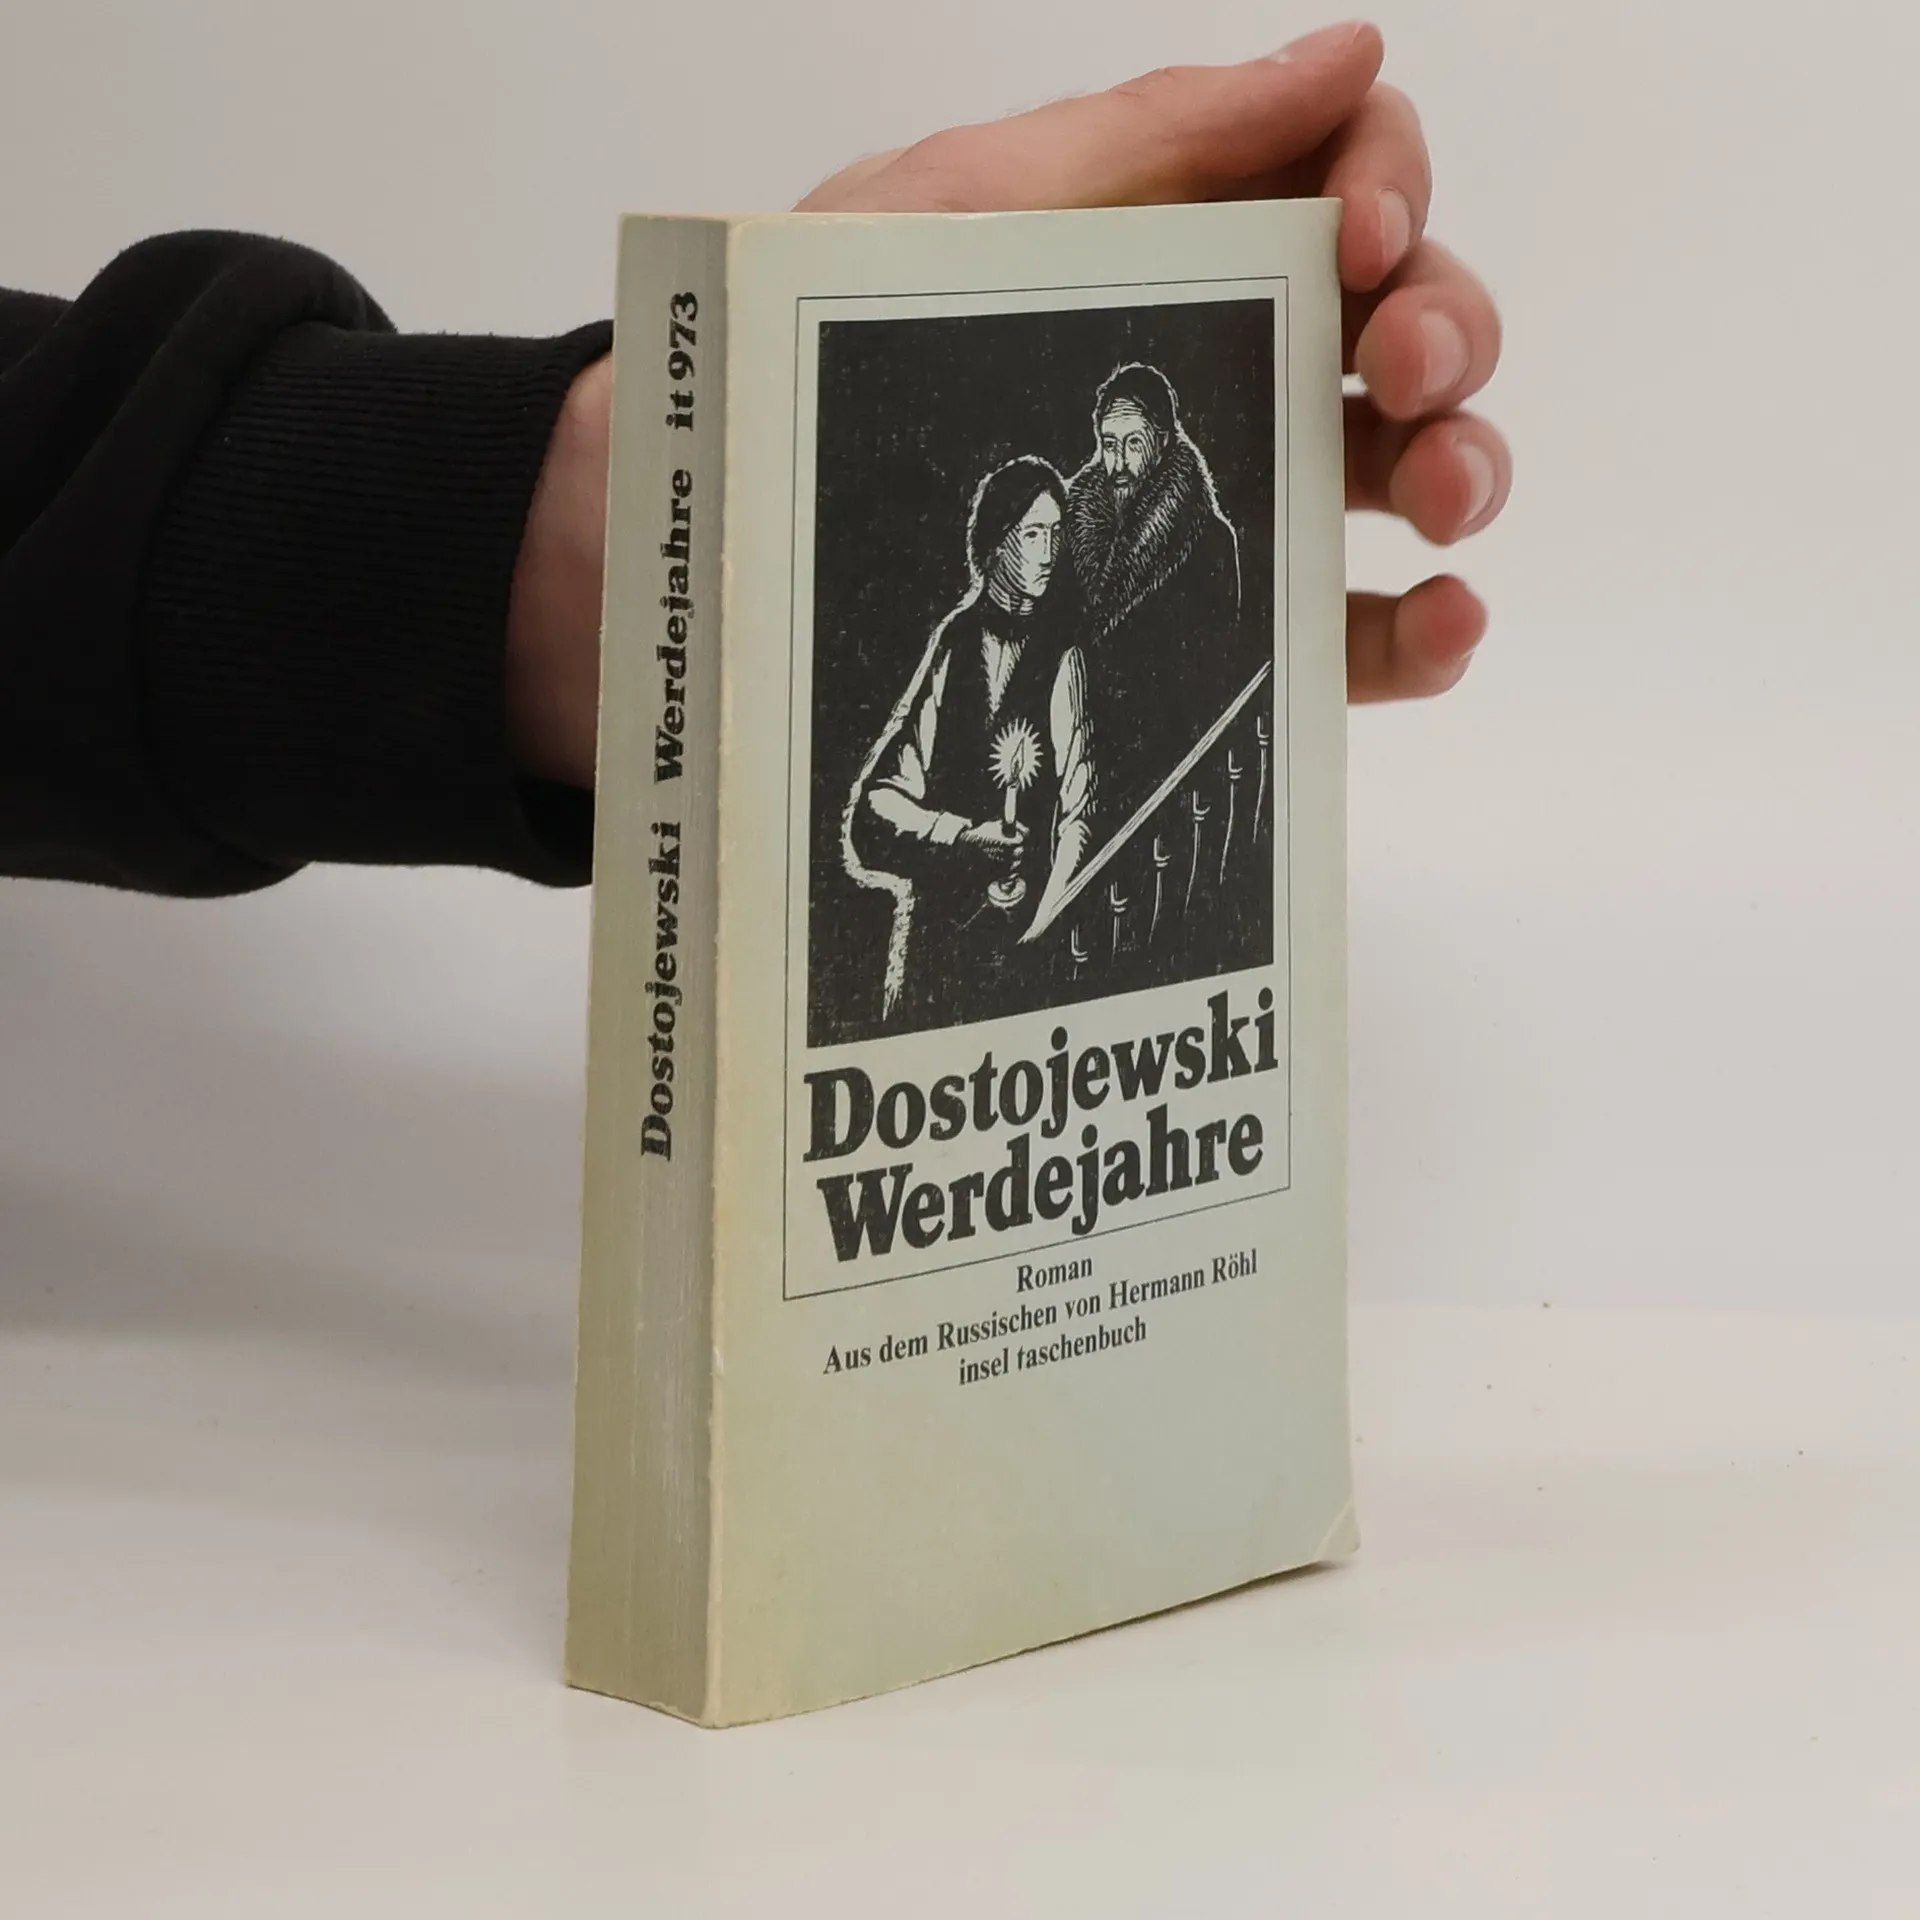 Dostojewski Werdejahre it 973
Dostojewski
Werdejahre
Roman
Aus dem Russischen von Hermann Röhl
insel taschenbuch